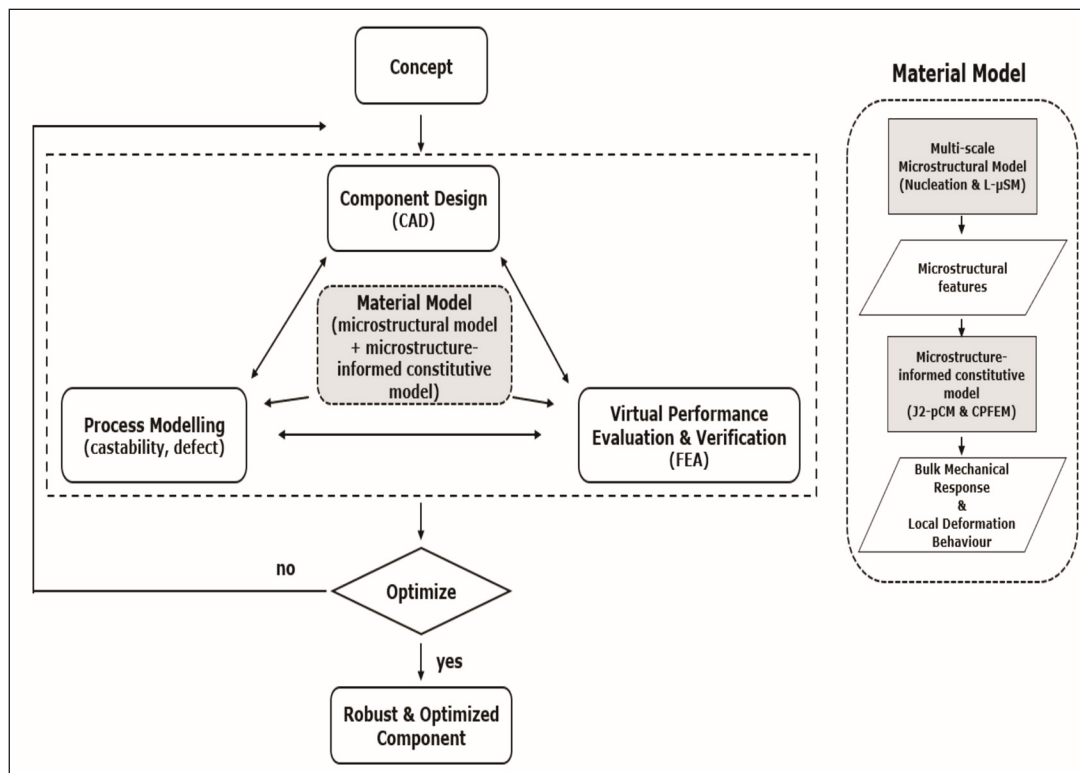 Concept
Component Design
(CAD)
Material Model
(microstructural model
+ microstructure-
informed constitutive
model)
Process Modelling
(castability, defect)
Virtual Performance
Evaluation & Verification
(FEA)
no
Optimize
yes
Robust & Optimized
Component
Material Model
Multi-scale
Microstructural Model
(Nucleation & L-μSM)
Microstructural
features
Microstructure-
informed constitutive
model
(J2-pCM & CPFEM)
Bulk Mechanical
Response
&
Local Deformation
Behaviour